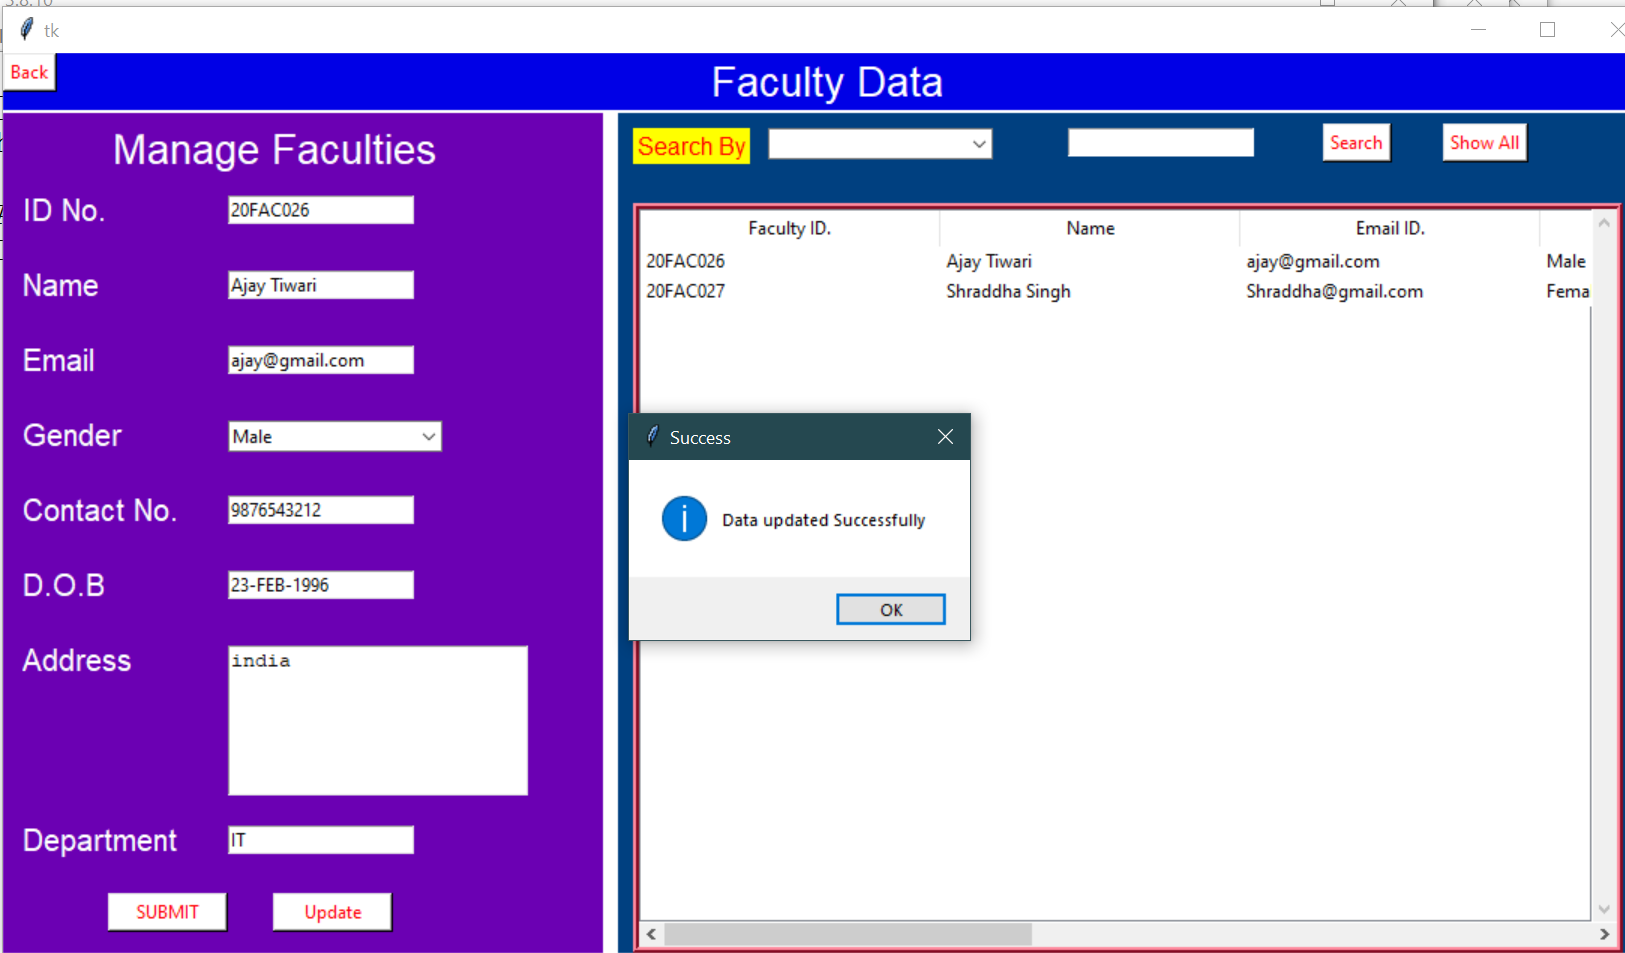 tk
Back
Faculty Data
Manage Faculties
ID No. 20FAC026
Name Ajay Tiwari
Email ajay@gmail.com
Gender Male
Contact No. 9876543212
D.O.B 23-FEB-1996
Address india
Department IT
SUBMIT Update
Search By Search Show All
Faculty ID. Name Email ID.
20FAC026 Ajay Tiwari ajay@gmail.com Male
20FAC027 Shraddha Singh Shraddha@gmail.com Fema
Success
Data updated Successfully
OK